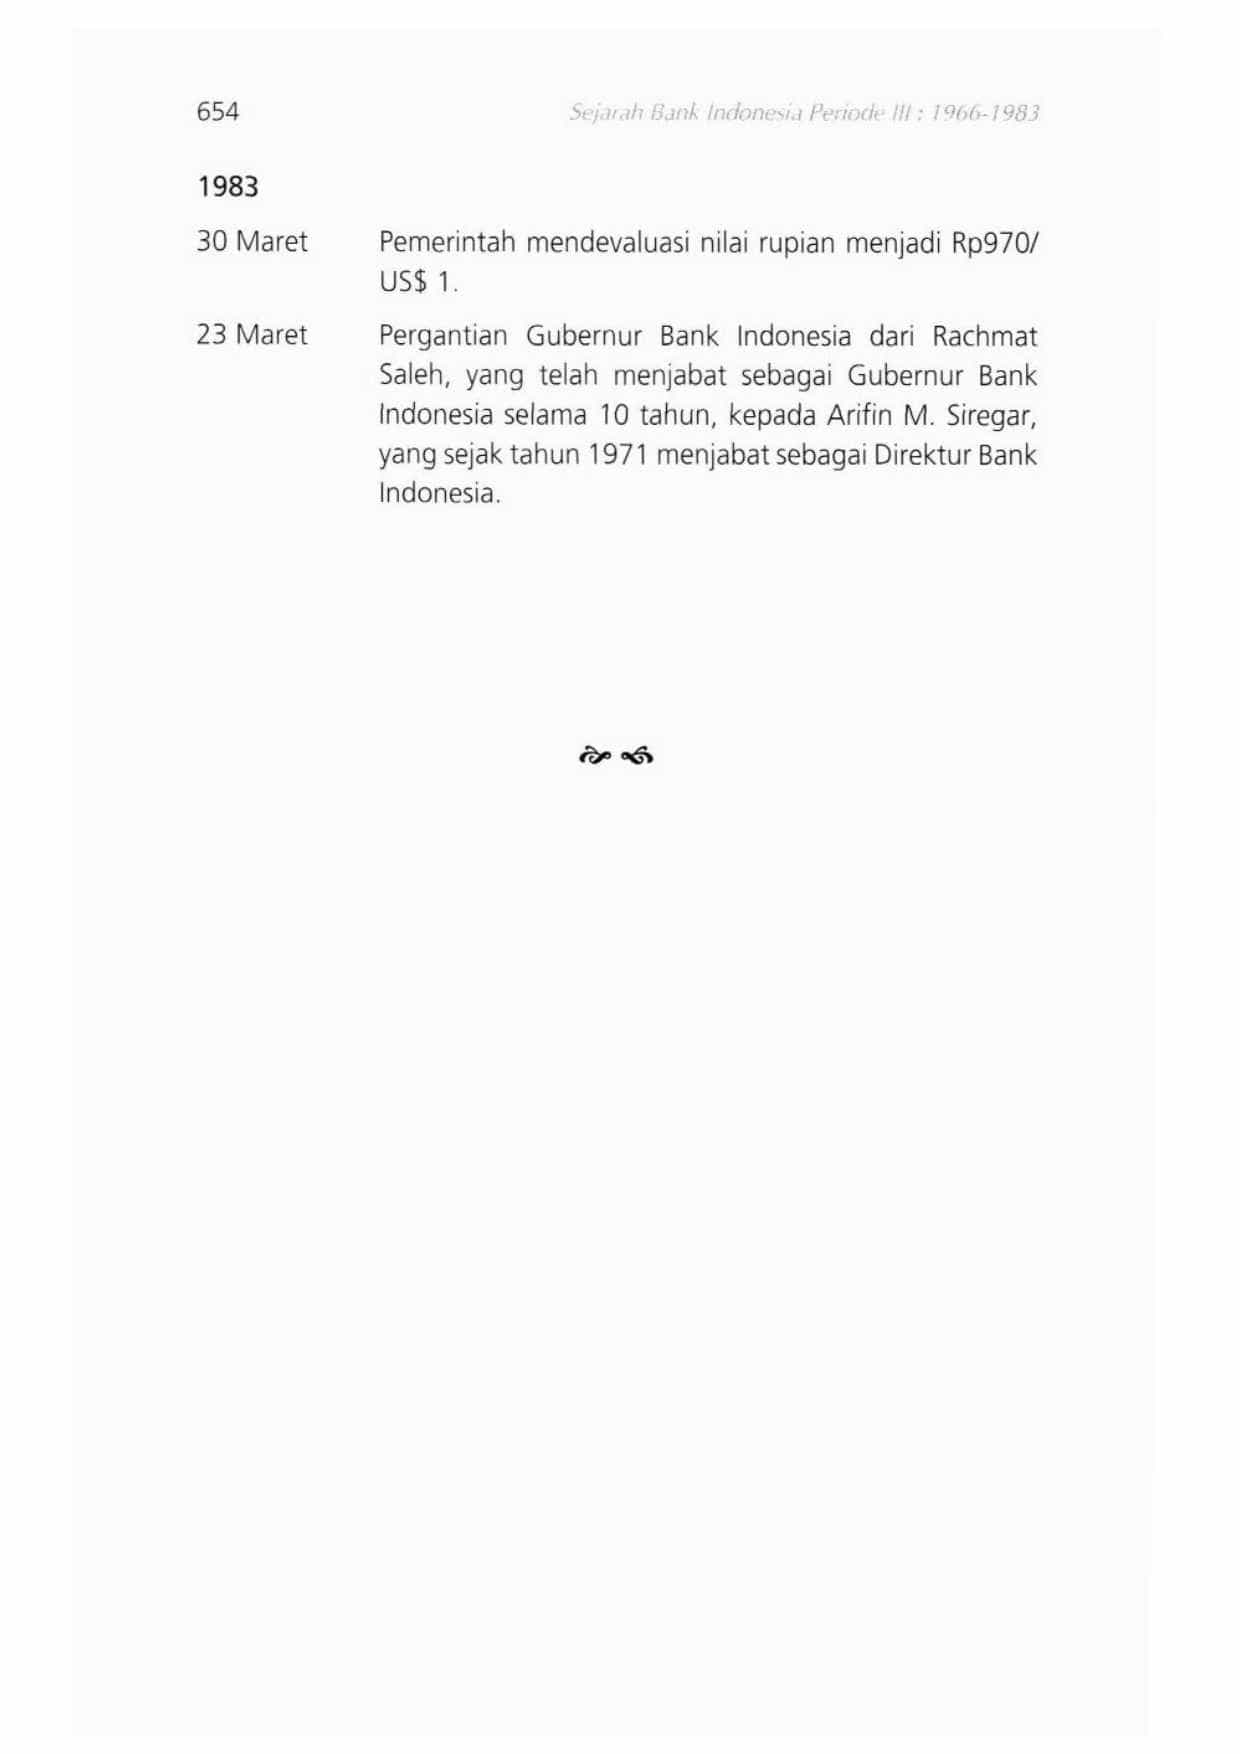 654 Sejarah Bank Indonesia Periode III : 1966-1983
1983
30 Maret Pemerintah mendevaluasi nilai rupian menjadi Rp970/
US$ 1.
23 Maret Pergantian Gubernur Bank Indonesia dari Rachmat
Saleh, yang telah menjabat sebagai Gubernur Bank
Indonesia selama 10 tahun, kepada Arifin M. Siregar,
yang sejak tahun 1971 menjabat sebagai Direktur Bank
Indonesia.